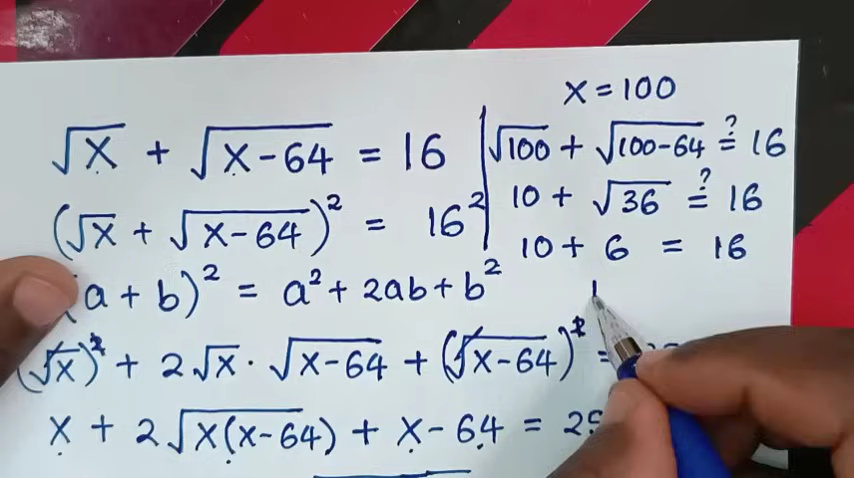 x = 100
√x + √(x-64) = 16
√100 + √(100-64) ≟ 16
(√x + √(x-64))² = 16²
10 + √36 ≟ 16
10 + 6 = 16
(a + b)² = a² + 2ab + b²
(√x)² + 2√x · √(x-64) + (√(x-64))² =
x + 2√(x(x-64)) + x - 64 =